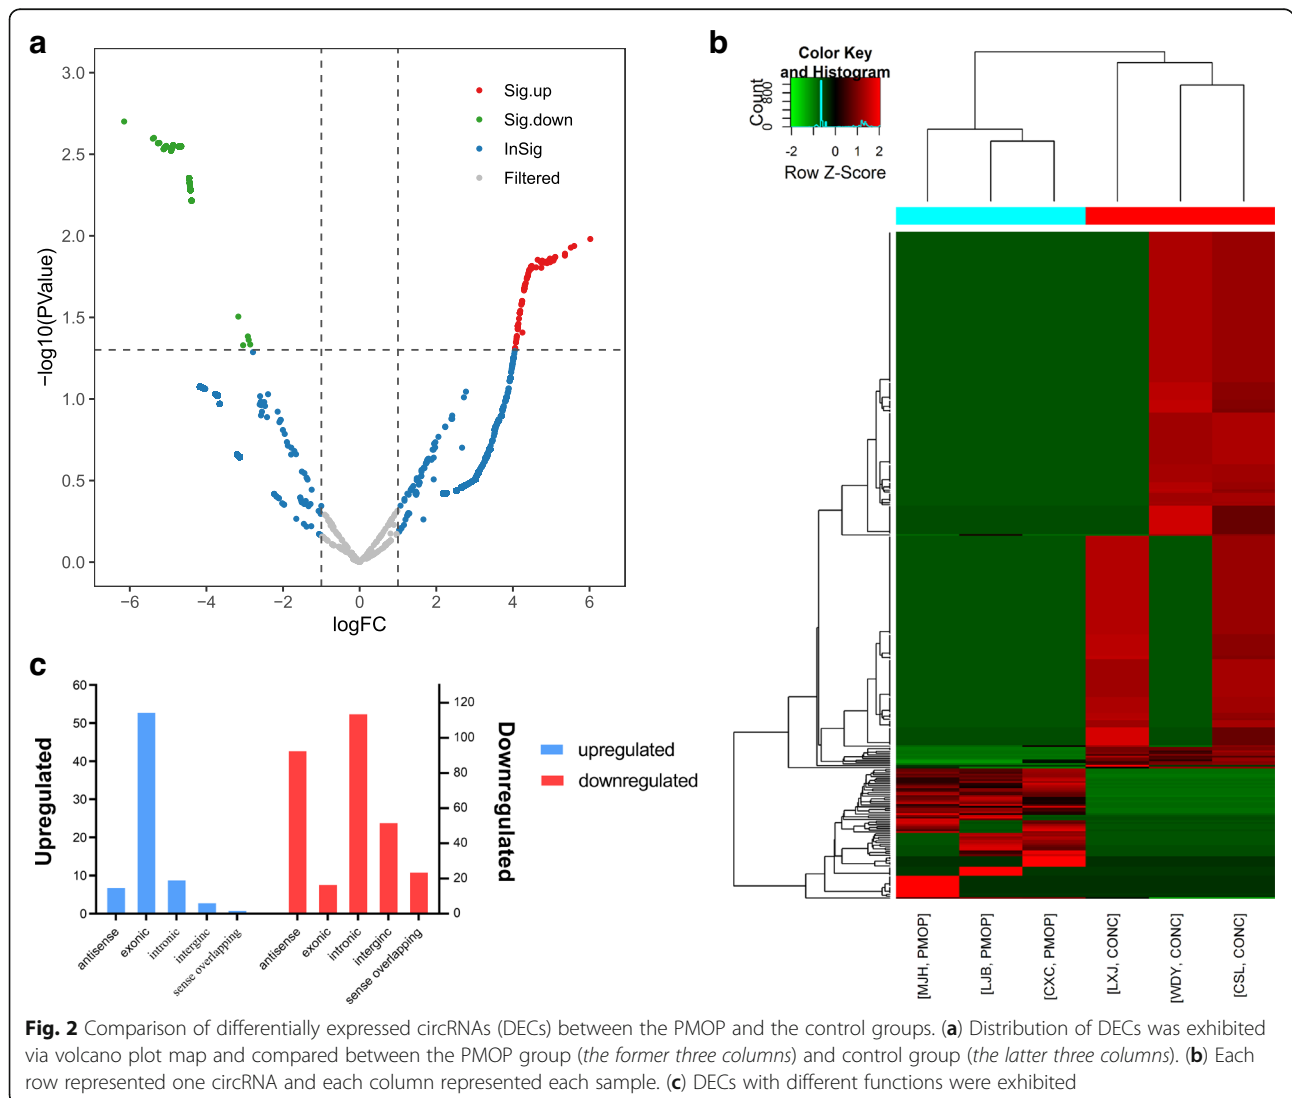 a
3.0
2.5
2.0
1.5
1.0
0.5
0.0
−log10(PValue)
−6
−4
−2
0
2
4
6
logFC
Sig.up
Sig.down
InSig
Filtered
b
Color Key
and Histogram
Count
0
800
-2
0
1
2
Row Z-Score
[MJH, PMOP]
[LJB, PMOP]
[CXC, PMOP]
[LXJ, CONC]
[WDY, CONC]
[CSL, CONC]
c
60
50
40
30
20
10
0
Upregulated
120
100
80
60
40
20
0
Downregulated
antisense
exonic
intronic
interginc
sense overlapping
antisense
exonic
intronic
interginc
sense overlapping
upregulated
downregulated
Fig. 2 Comparison of differentially expressed circRNAs (DECs) between the PMOP and the control groups. (a) Distribution of DECs was exhibited
via volcano plot map and compared between the PMOP group (the former three columns) and control group (the latter three columns). (b) Each
row represented one circRNA and each column represented each sample. (c) DECs with different functions were exhibited